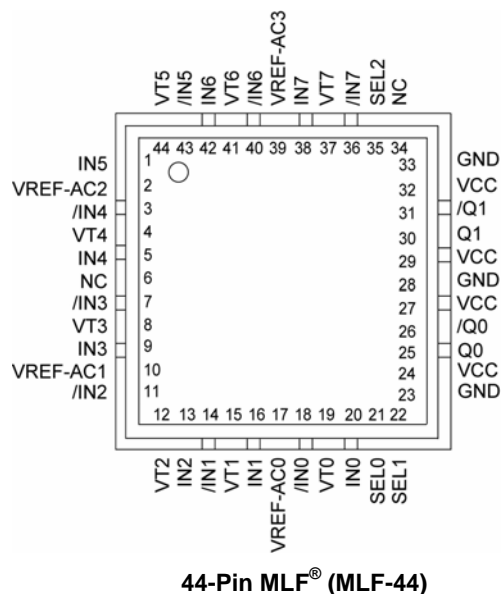 VT5
/IN5
IN6
VT6
/IN6
VREF-AC3
IN7
VT7
/IN7
SEL2
NC
44 43 42 41 40 39 38 37 36 35 34
IN5 1
VREF-AC2 2
/IN4 3
VT4 4
IN4 5
NC 6
/IN3 7
VT3 8
IN3 9
VREF-AC1 10
/IN2 11
33 GND
32 VCC
31 /Q1
30 Q1
29 VCC
28 GND
27 VCC
26 /Q0
25 Q0
24 VCC
23 GND
12 13 14 15 16 17 18 19 20 21 22
VT2
IN2
/IN1
VT1
IN1
VREF-AC0
/IN0
VT0
IN0
SEL0
SEL1
44-Pin MLF® (MLF-44)